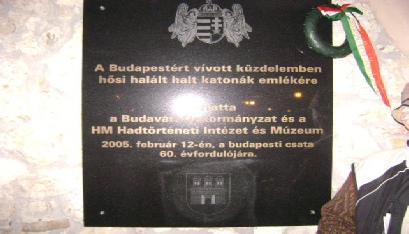 A Budapestért vívott küzdelemben
hősi halált halt katonák emlékére
a
és a
HM Hadtörténeti Intézet és Múzeum
2005. február 12-én, a budapesti csata
60. évfordulójára.